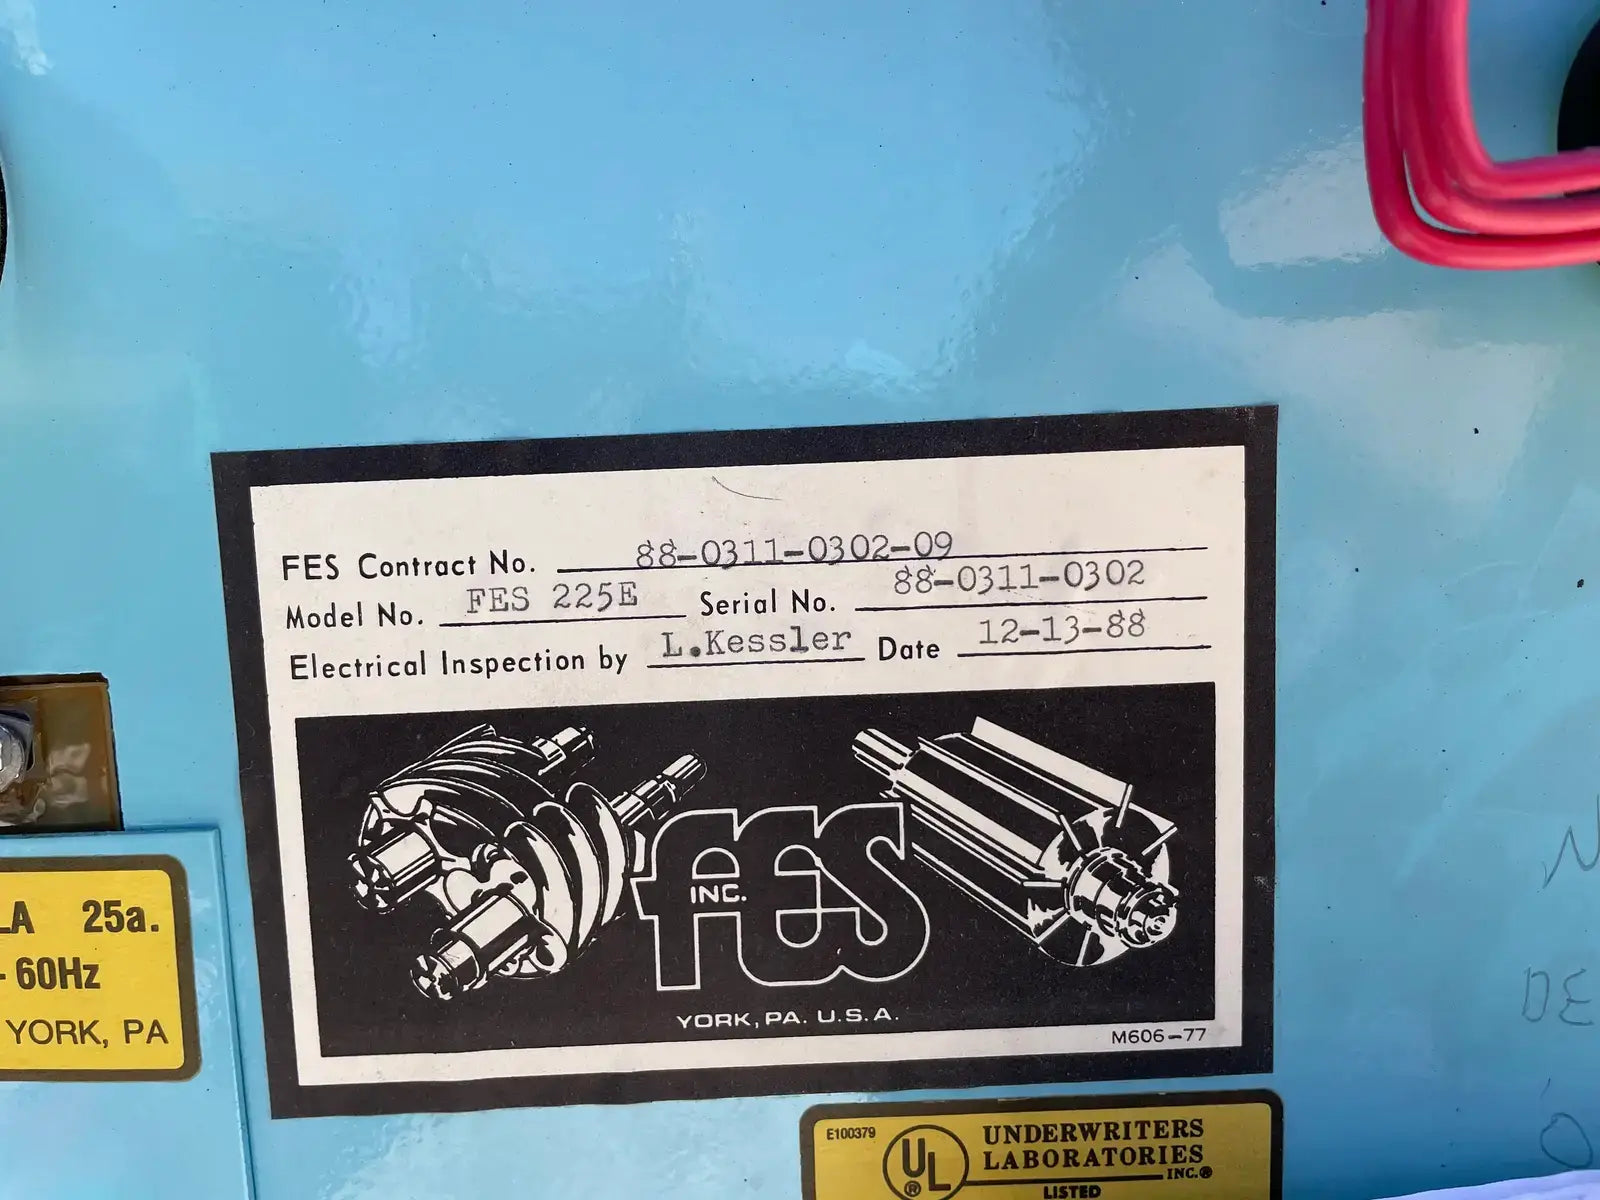 FES Contract No. 88-0311-0302-09
Model No. FES 225E Serial No. 88-0311-0302
Electrical Inspection by L.Kessler Date 12-13-88
FES
INC.
YORK, PA. U.S.A.
M606-77
LA 25a.
- 60Hz
YORK, PA
E100379
UL
®
UNDERWRITERS
LABORATORIES
INC.®
LISTED
DE